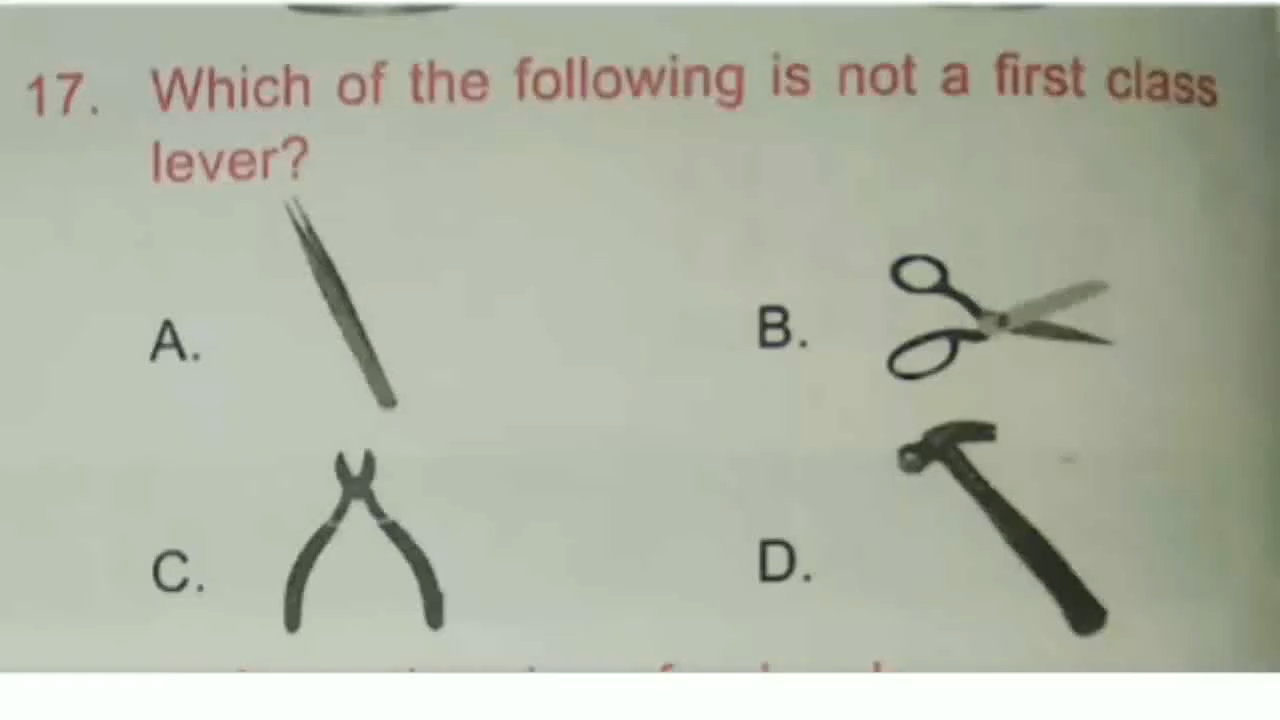 17. Which of the following is not a first class
lever?
A.
B.
C.
D.